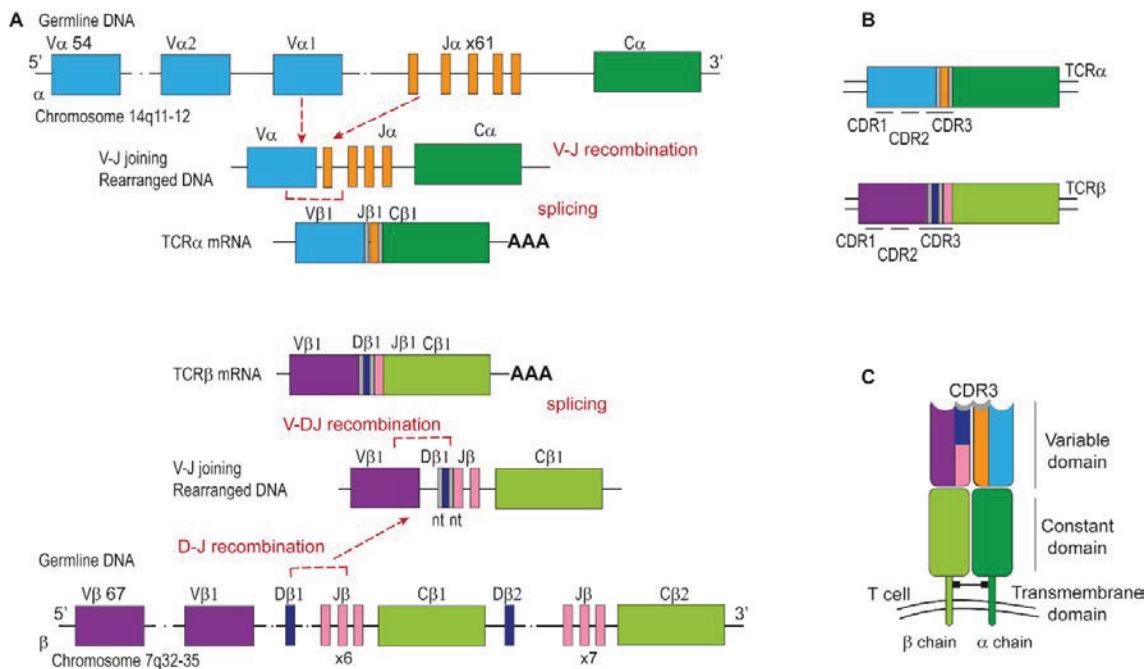 A
Germline DNA
Vα 54
Vα2
Vα1
Jα x61
Cα
5'
3'
α
Chromosome 14q11-12
Vα
Jα
Cα
V-J joining
Rearranged DNA
V-J recombination
splicing
Vβ1
Jβ1
Cβ1
TCRα mRNA
AAA
Vβ1
Dβ1
Jβ1
Cβ1
TCRβ mRNA
AAA
splicing
V-DJ recombination
Vβ1
Dβ1
Jβ
Cβ1
V-J joining
Rearranged DNA
nt
nt
D-J recombination
Germline DNA
Vβ 67
Vβ1
Dβ1
Jβ
Cβ1
Dβ2
Jβ
Cβ2
5'
3'
β
Chromosome 7q32-35
x6
x7
B
TCRα
CDR1
CDR2
CDR3
TCRβ
CDR1
CDR2
CDR3
C
CDR3
Variable
domain
Constant
domain
T cell
Transmembrane
domain
β chain
α chain